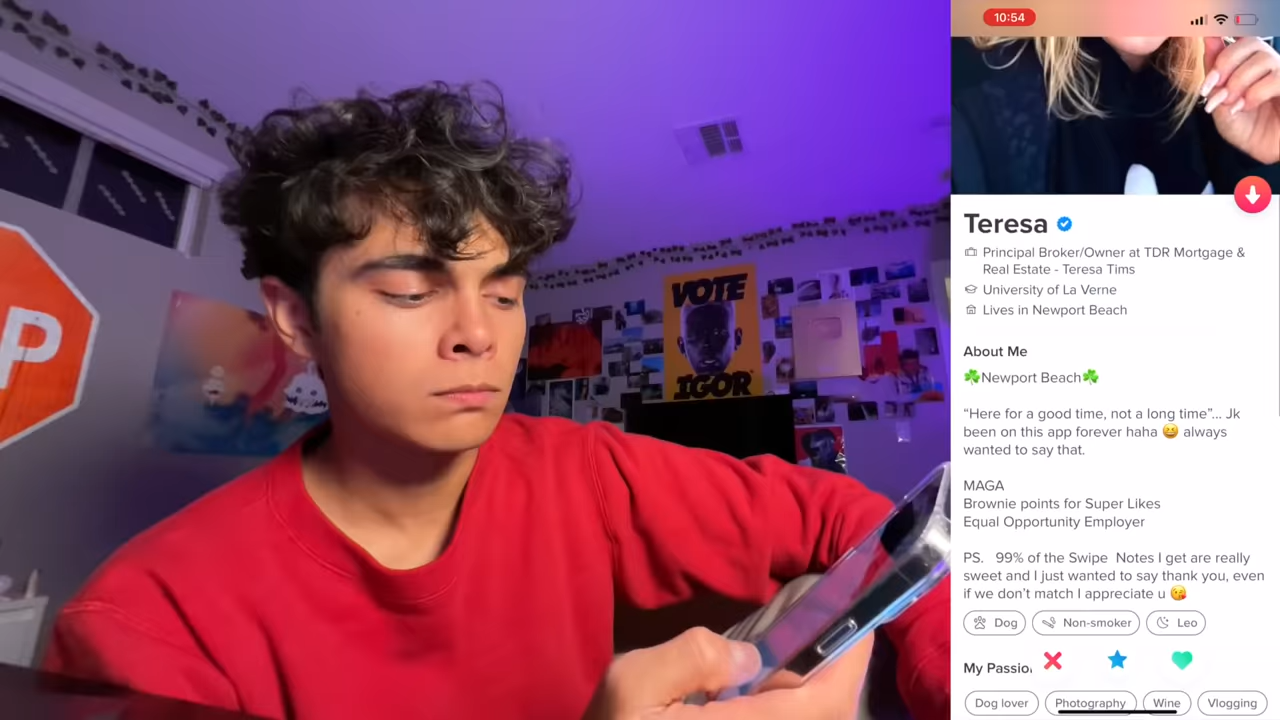 P
VOTE
IGOR
10:54
Teresa
Principal Broker/Owner at TDR Mortgage &
Real Estate - Teresa Tims
University of La Verne
Lives in Newport Beach
About Me
☘️Newport Beach☘️
“Here for a good time, not a long time”... Jk
been on this app forever haha 😆 always
wanted to say that.
MAGA
Brownie points for Super Likes
Equal Opportunity Employer
PS. 99% of the Swipe Notes I get are really
sweet and I just wanted to say thank you, even
if we don’t match I appreciate u 😘
Dog Non-smoker Leo
My Passio
Dog lover Photography Wine Vlogging